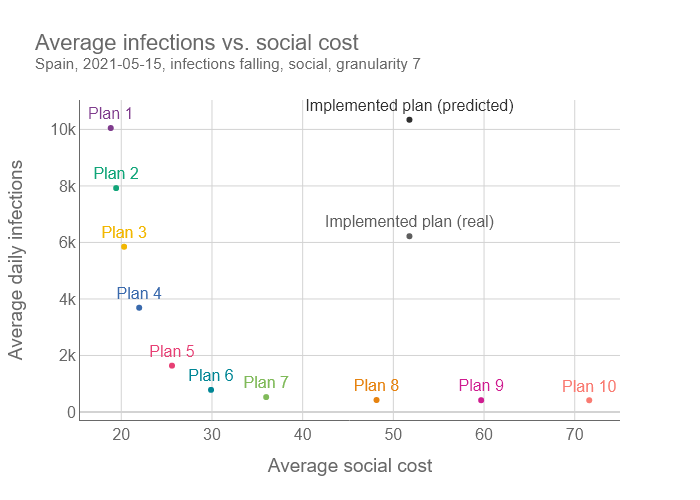 Average infections vs. social cost
Spain, 2021-05-15, infections falling, social, granularity 7
Average daily infections
10k
8k
6k
4k
2k
0
Plan 1
Implemented plan (predicted)
Plan 2
Implemented plan (real)
Plan 3
Plan 4
Plan 5
Plan 6
Plan 7
Plan 8
Plan 9
Plan 10
20
30
40
50
60
70
Average social cost